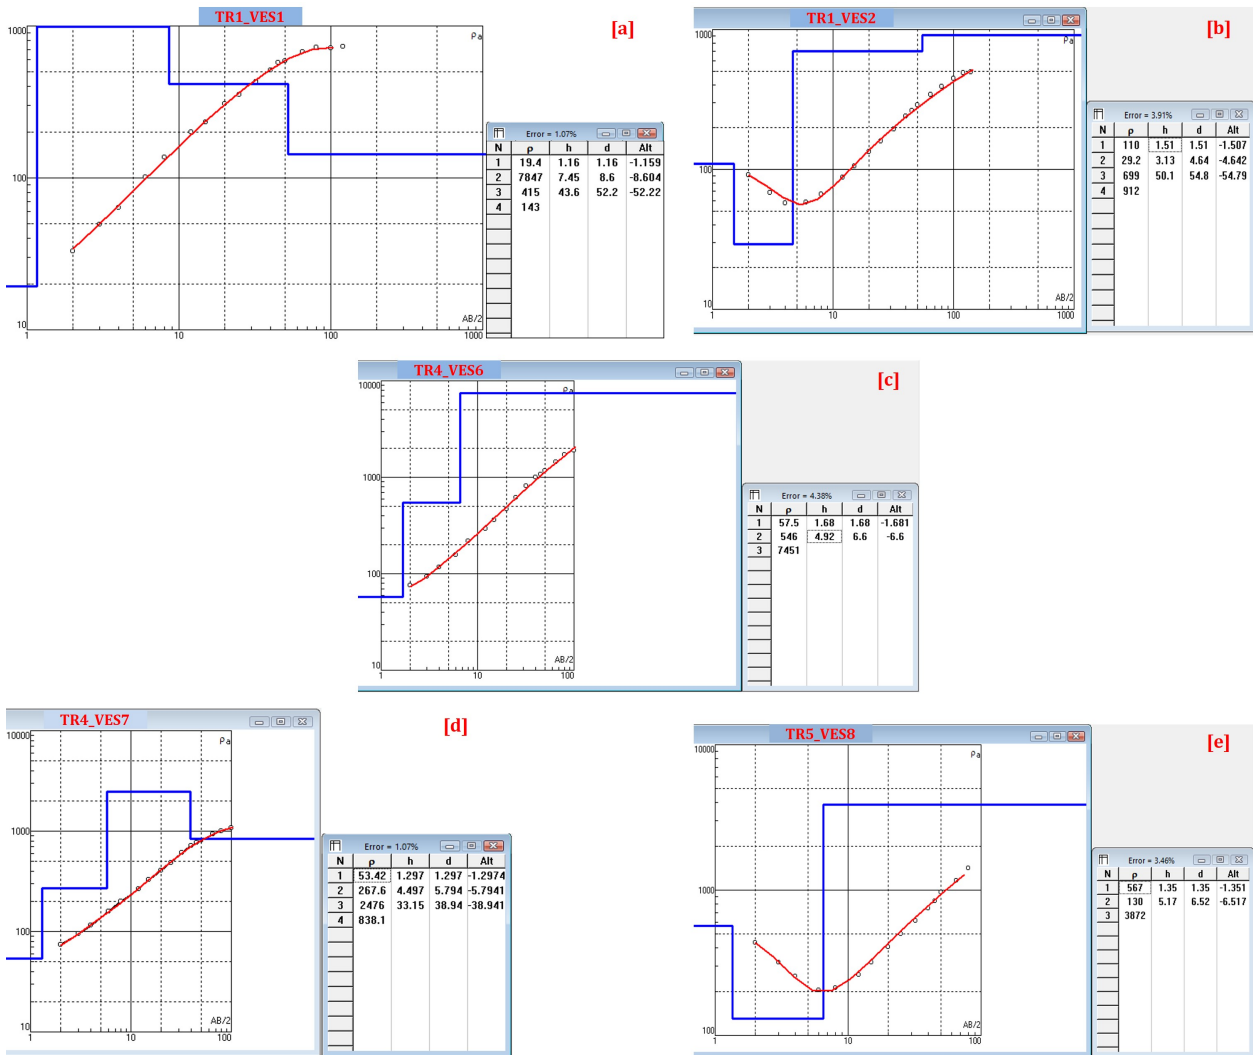 TR1_VES1
[a]
1000
ρa
100
10
AB/2
1
10
100
1000
Error = 1.07%
N ρ h d Alt
1 19.4 1.16 1.16 -1.159
2 7847 7.45 8.6 -8.604
3 415 43.6 52.2 -52.22
4 143
TR1_VES2
[b]
1000
ρa
100
10
AB/2
1
10
100
1000
Error = 3.91%
N ρ h d Alt
1 110 1.51 1.51 -1.507
2 29.2 3.13 4.64 -4.642
3 699 50.1 54.8 -54.79
4 912
TR4_VES6
[c]
10000
ρa
1000
100
10
AB/2
1
10
100
Error = 4.38%
N ρ h d Alt
1 57.5 1.68 1.68 -1.681
2 546 4.92 6.6 -6.6
3 7451
TR4_VES7
[d]
10000
ρa
1000
100
10
AB/2
1
10
100
Error = 1.07%
N ρ h d Alt
1 53.42 1.297 1.297 -1.2974
2 267.6 4.497 5.794 -5.7941
3 2476 33.15 38.94 -38.941
4 838.1
TR5_VES8
[e]
10000
ρa
1000
100
AB/2
1
10
100
Error = 3.46%
N ρ h d Alt
1 567 1.35 1.35 -1.351
2 130 5.17 6.52 -6.517
3 3872